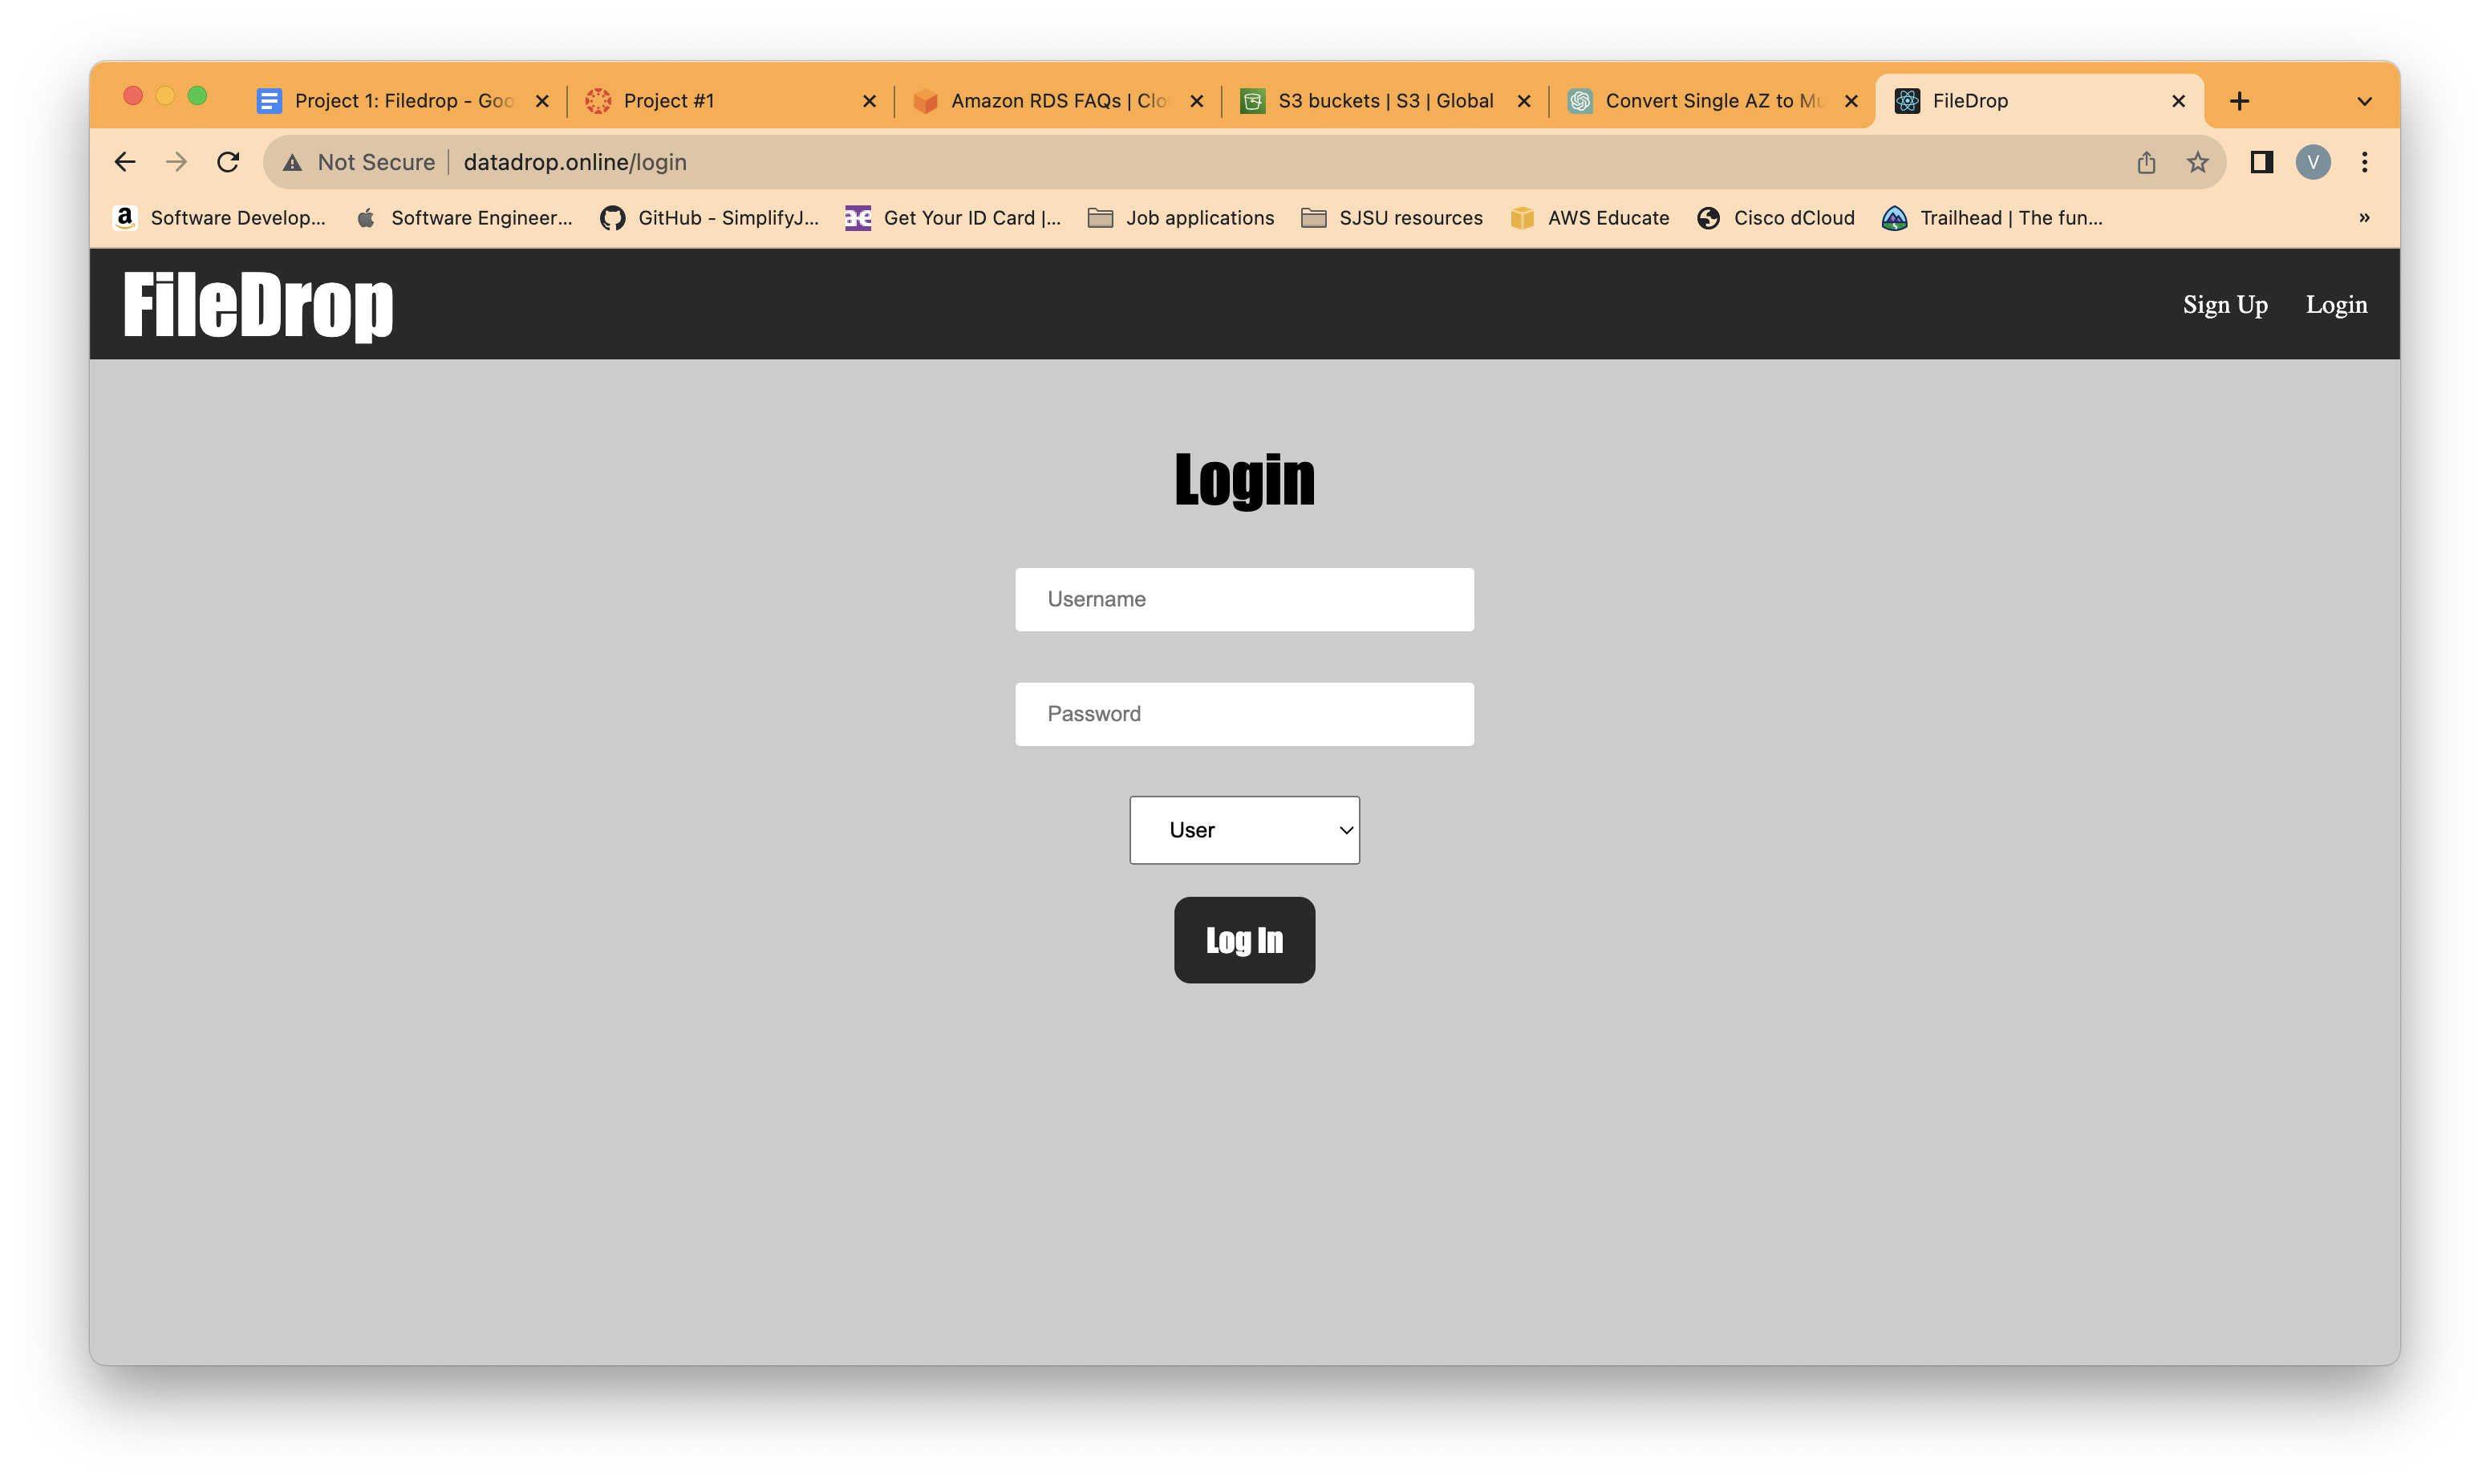 Project 1: Filedrop - Goo
Project #1
Amazon RDS FAQs | Clo
S3 buckets | S3 | Global
Convert Single AZ to Mu
FileDrop
Not Secure
datadrop.online/login
V
a Software Develop...
Software Engineer...
GitHub - SimplifyJ...
ae Get Your ID Card |...
Job applications
SJSU resources
AWS Educate
Cisco dCloud
Trailhead | The fun...
»
FileDrop
Sign Up
Login
Login
Username
Password
User
Log In